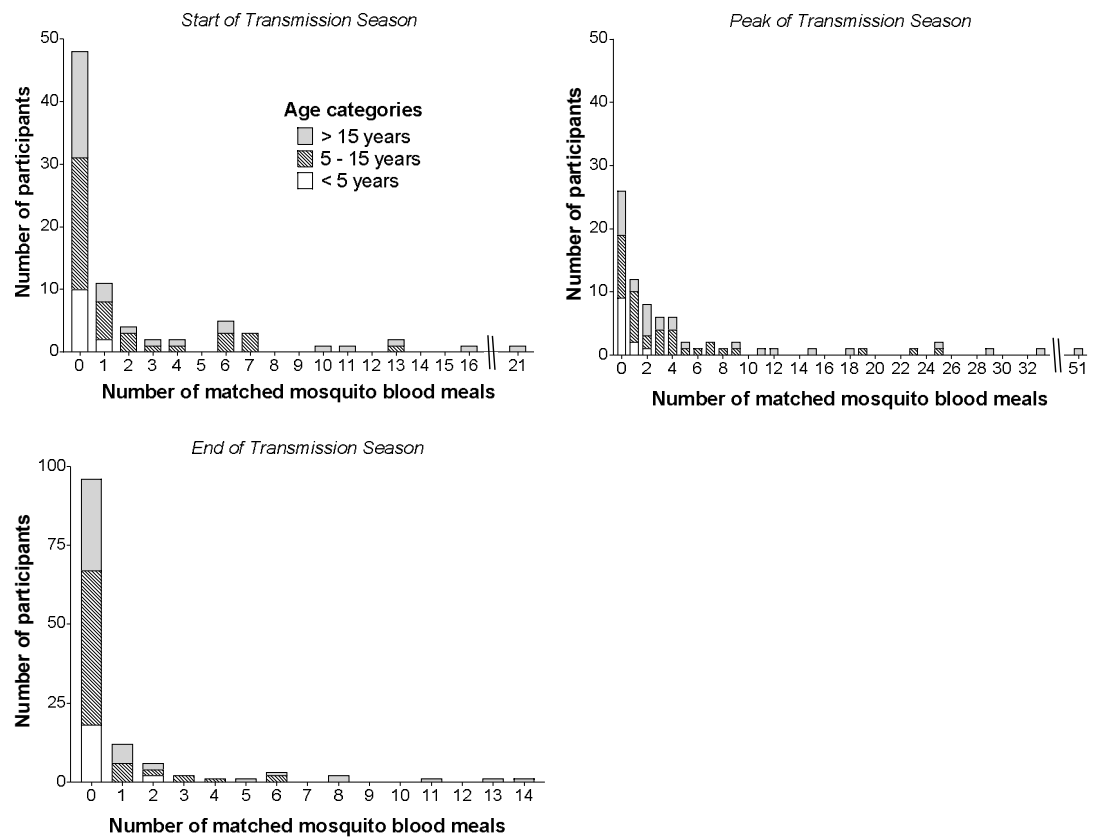 Start of Transmission Season
50
40
30
20
10
0
Number of participants
Age categories
> 15 years
5 - 15 years
< 5 years
0 1 2 3 4 5 6 7 8 9 10 11 12 13 14 15 16 21
Number of matched mosquito blood meals
Peak of Transmission Season
50
40
30
20
10
0
Number of participants
0 2 4 6 8 10 12 14 16 18 20 22 24 26 28 30 32 51
Number of matched mosquito blood meals
End of Transmission Season
100
75
50
25
0
Number of participants
0 1 2 3 4 5 6 7 8 9 10 11 12 13 14
Number of matched mosquito blood meals